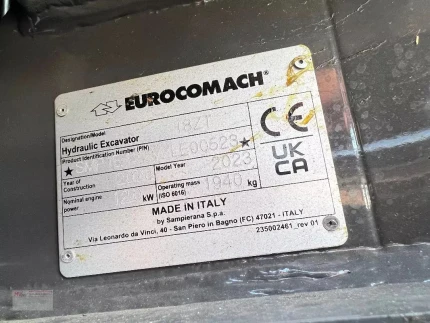 EUROCOMACH®
Designation/Model 18ZT
Hydraulic Excavator
Product Identification Number (PIN)
Year of Construction Model Year 2023
Nominal engine power kW Operating mass (ISO 6016) 1940 kg
CE
UK
CA
MADE IN ITALY
by Sampierana S.p.a.
Via Leonardo da Vinci, 40 - San Piero in Bagno (FC) 47021 - ITALY
235002461_rev 01